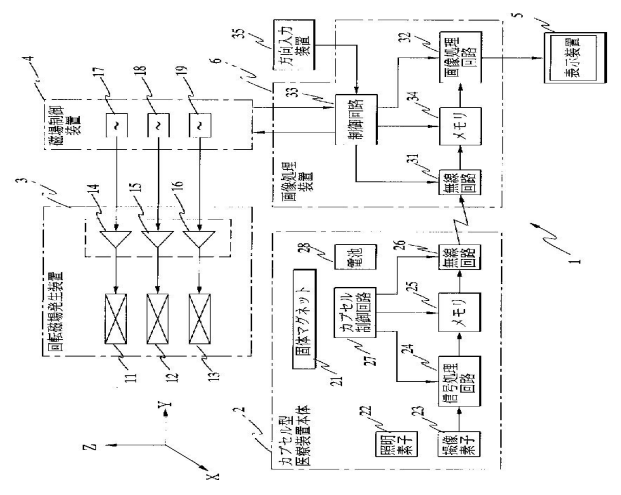 1
2
3
4
5
6
回転磁場発生装置
11
12
13
14
15
16
磁場制御
装置
17
18
19
X
Y
Z
カプセル型
医療装置本体
固体マグネット
21
照明
素子
22
撮像
素子
23
信号処理
回路
24
メモリ
25
無線
回路
26
カプセル
制御回路
27
電池
28
画像処理
装置
無線
回路
31
画像処理
回路
32
制御回路
33
メモリ
34
方向入力
装置
35
表示装置
~
~
~